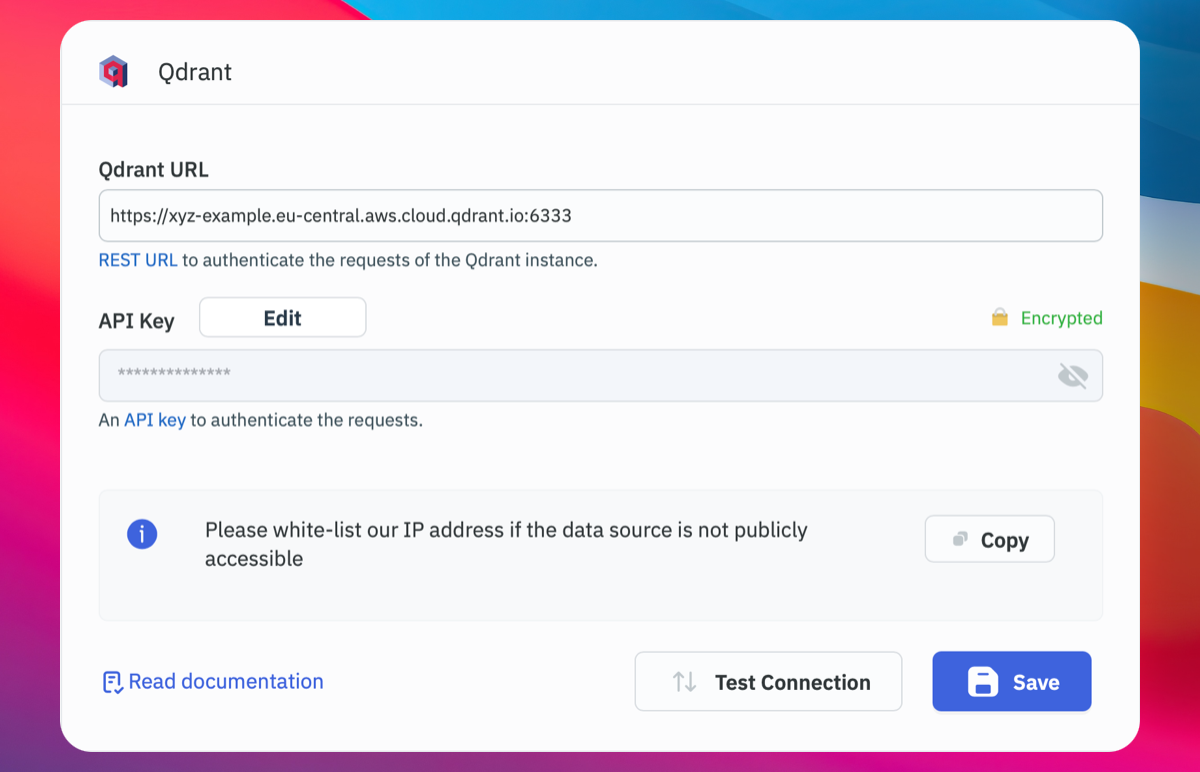 Qdrant
Qdrant URL
https://xyz-example.eu-central.aws.cloud.qdrant.io:6333
REST URL to authenticate the requests of the Qdrant instance.
API Key
Edit
Encrypted
**************
An API key to authenticate the requests.
Please white-list our IP address if the data source is not publicly
accessible
Copy
Read documentation
Test Connection
Save